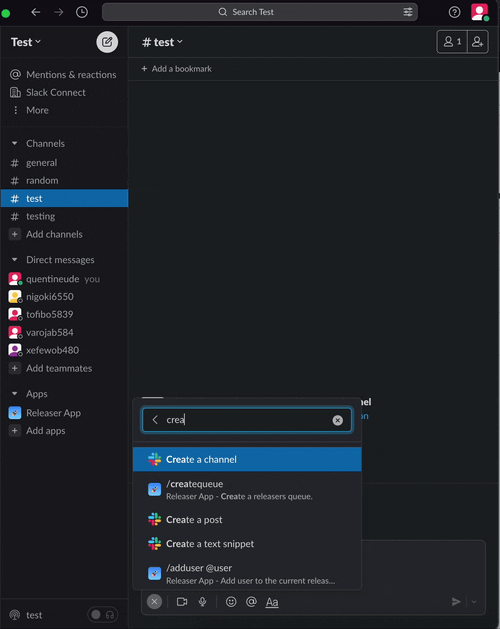 Search Test
Test
# test
1
+ Add a bookmark
Mentions & reactions
Slack Connect
More
Channels
# general
# random
# test
# testing
+ Add channels
Direct messages
quentineude you
nigoki6550
tofibo5839
varojab584
xefewob480
+ Add teammates
Apps
Releaser App
+ Add apps
crea
Create a channel
/createqueue
Releaser App - Create a releasers queue.
Create a post
Create a text snippet
/adduser @user
Releaser App - Add user to the current releas...
Aa
test